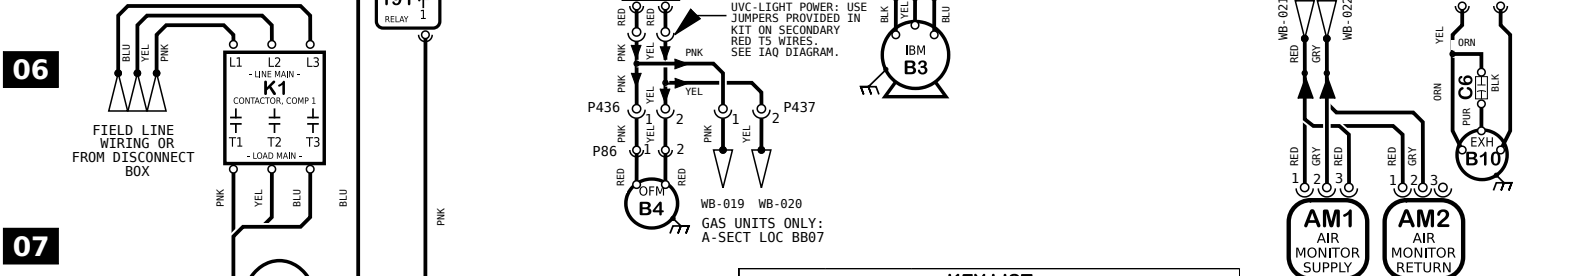 06
07
BLU
YEL
PNK
L1 L2 L3
- LINE MAIN -
K1
CONTACTOR, COMP 1
T1 T2 T3
- LOAD MAIN -
FIELD LINE
WIRING OR
FROM DISCONNECT
BOX
PNK
YEL
BLU
BLU
RELAY 1
PNK
RED
RED
UVC-LIGHT POWER: USE
JUMPERS PROVIDED IN
KIT ON SECONDARY
RED T5 WIRES.
SEE IAQ DIAGRAM.
PNK
YEL
PNK
PNK
YEL
YEL
P436
1
2
1
2
P437
PNK
YEL
PNK
YEL
P86
1
2
RED
RED
OFM
B4
WB-019 WB-020
GAS UNITS ONLY:
A-SECT LOC BB07
BLK
YEL
BLU
IBM
B3
WB-021
WB-022
RED
GRY
RED
GRY
RED
1 2 3
RED
GRY
1 2 3
AM1
AIR
MONITOR
SUPPLY
AM2
AIR
MONITOR
RETURN
YEL
ORN
ORN
C6
BLK
PUR
EXH
B10